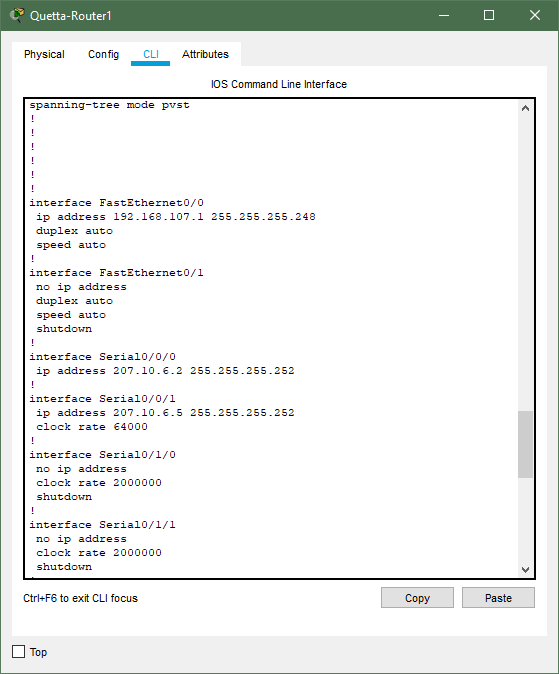 Quetta-Router1
Physical Config CLI Attributes
IOS Command Line Interface
spanning-tree mode pvst
!
!
!
!
!
!
interface FastEthernet0/0
 ip address 192.168.107.1 255.255.255.248
 duplex auto
 speed auto
!
interface FastEthernet0/1
 no ip address
 duplex auto
 speed auto
 shutdown
!
interface Serial0/0/0
 ip address 207.10.6.2 255.255.255.252
!
interface Serial0/0/1
 ip address 207.10.6.5 255.255.255.252
 clock rate 64000
!
interface Serial0/1/0
 no ip address
 clock rate 2000000
 shutdown
!
interface Serial0/1/1
 no ip address
 clock rate 2000000
 shutdown
!
Ctrl+F6 to exit CLI focus
Copy Paste
Top